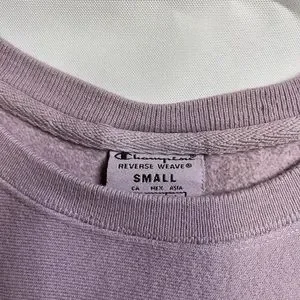 Champion
REVERSE WEAVE®
SMALL
CA MEX ASIA